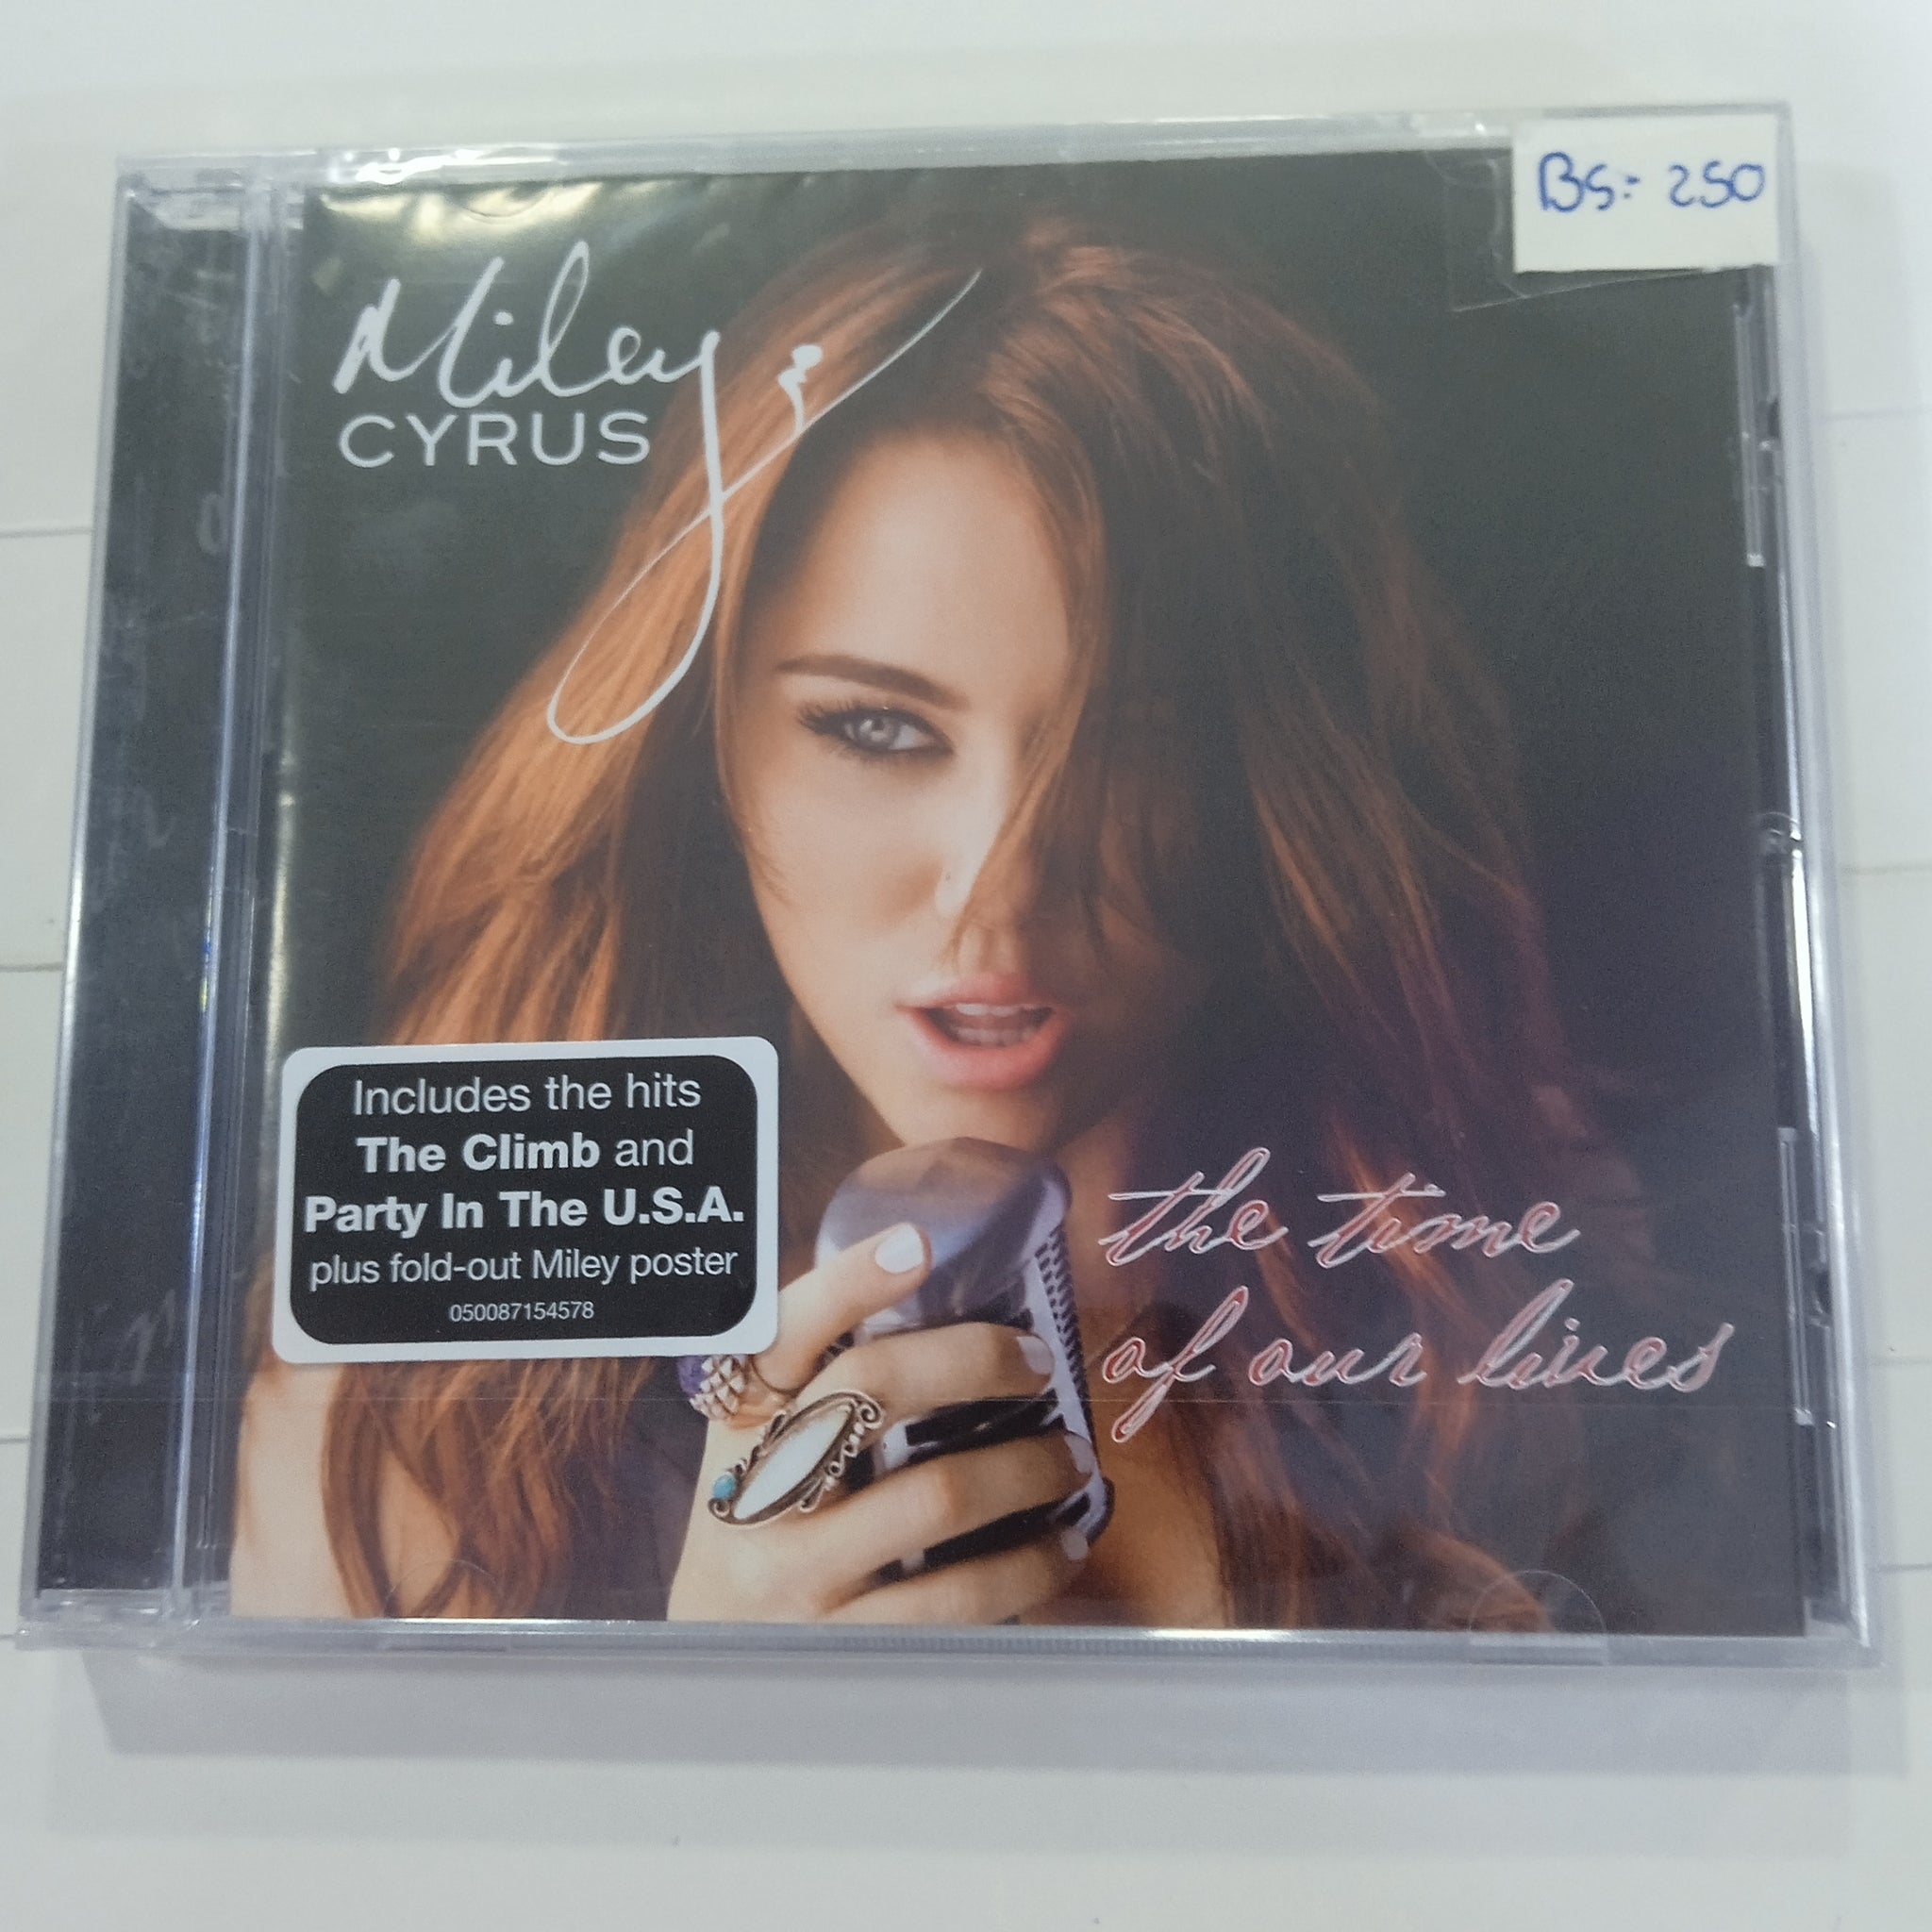 Bs.- 250
Miley
CYRUS
Includes the hits
The Climb and
Party In The U.S.A.
plus fold-out Miley poster
050087154578
the time
of our lives